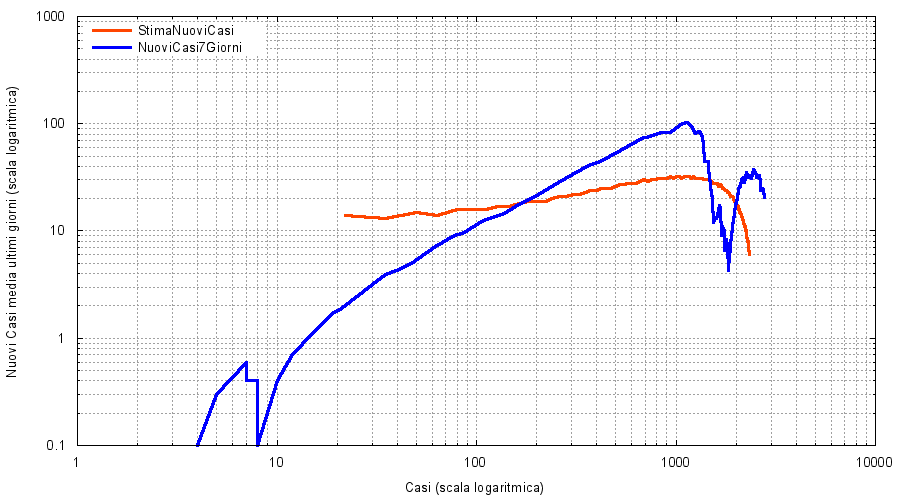 1000
StimaNuoviCasi
NuoviCasi7Giorni
100
10
1
0.1
1
10
100
1000
10000
Nuovi Casi media ultimi giorni (scala logaritmica)
Casi (scala logaritmica)